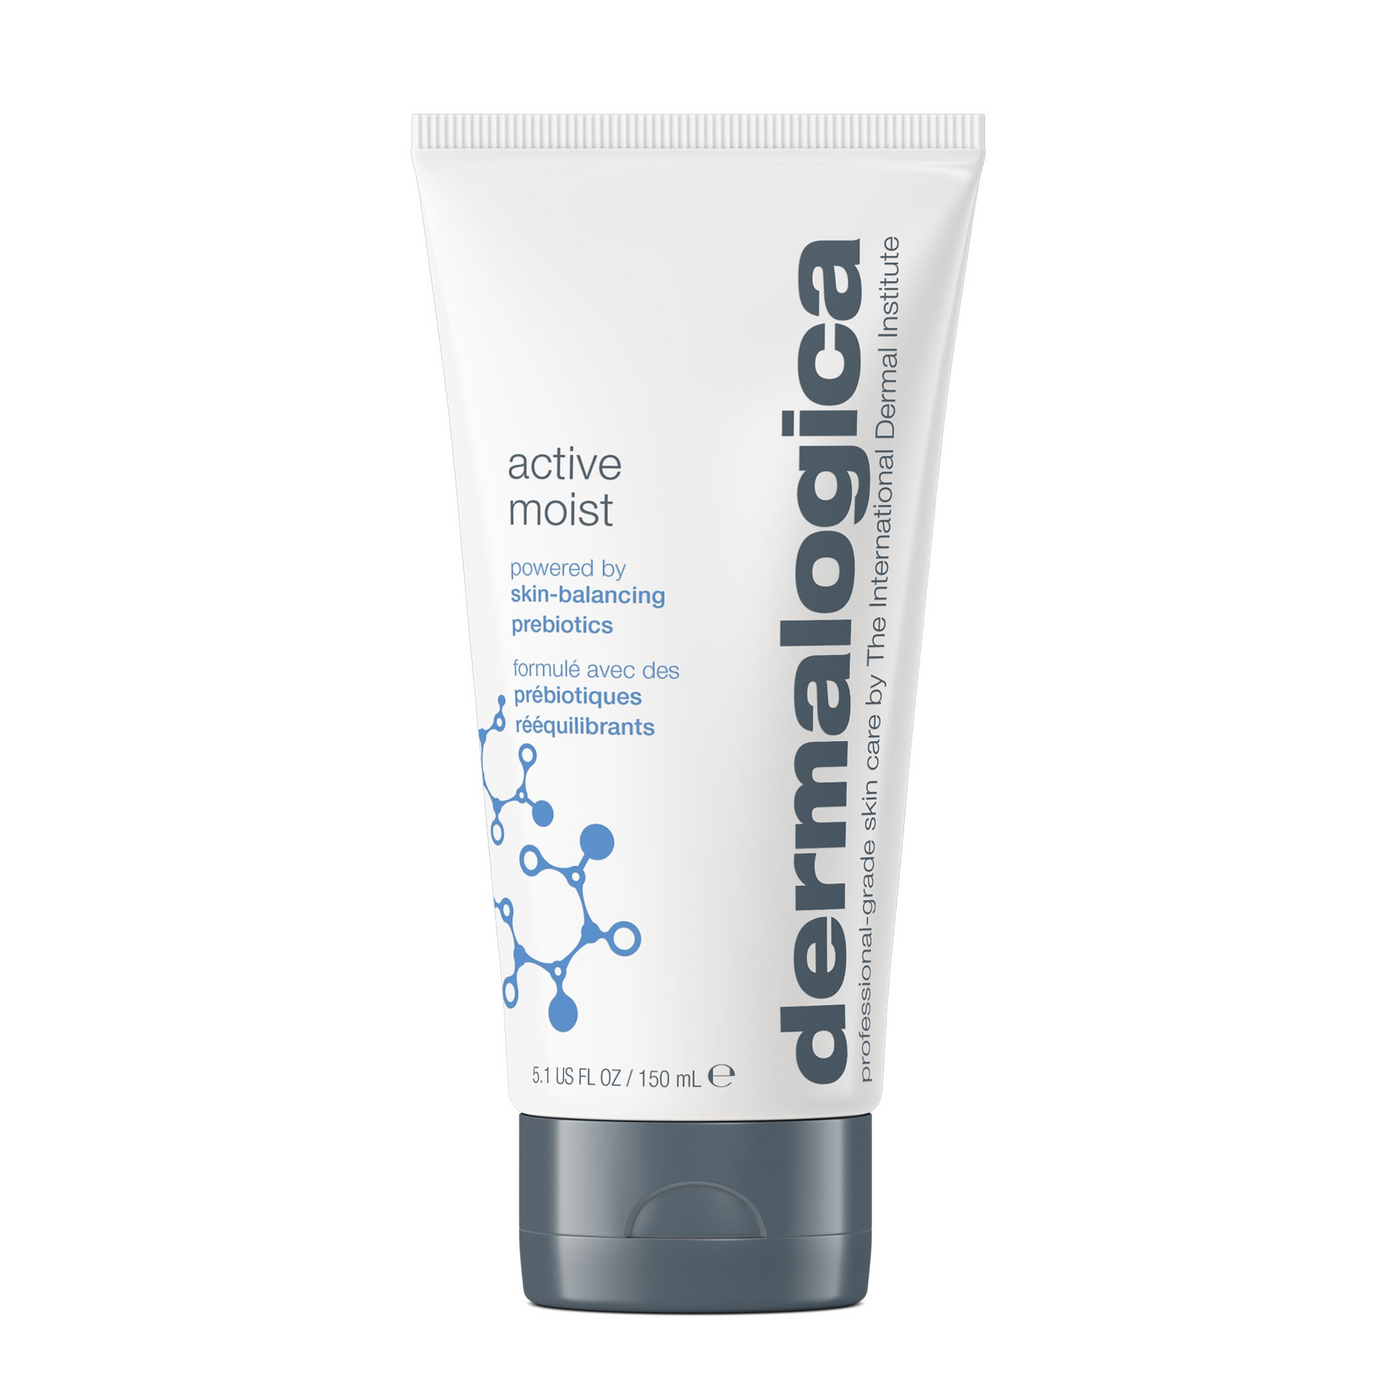 active
moist
powered by
skin-balancing
prebiotics
formulé avec des
prébiotiques
rééquilibrants
5.1 US FL OZ / 150 mL ℮
dermalogica
professional-grade skin care by The International Dermal Institute